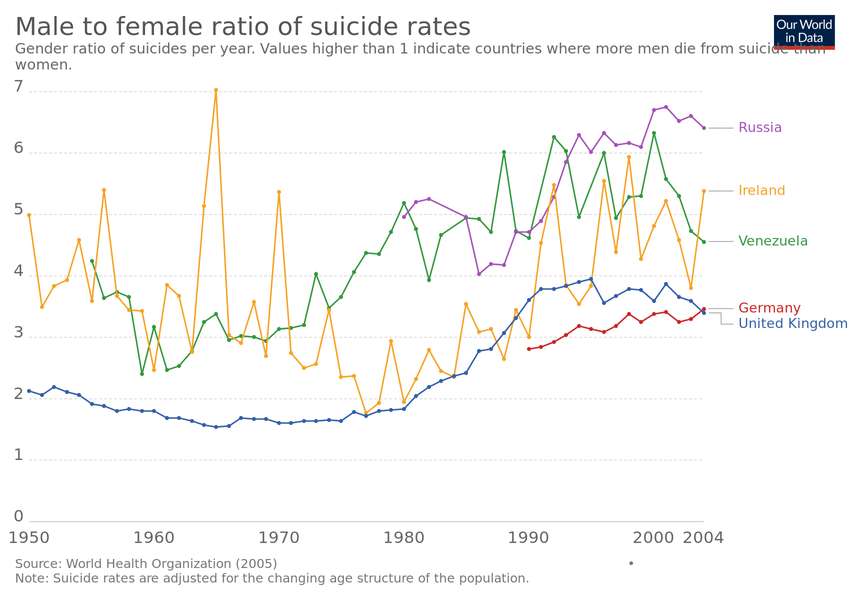 Male to female ratio of suicide rates
Our World
in Data
Gender ratio of suicides per year. Values higher than 1 indicate countries where more men die from suicide than
women.
7
6
5
4
3
2
1
0
Russia
Ireland
Venezuela
Germany
United Kingdom
1950 1960 1970 1980 1990 2000 2004
Source: World Health Organization (2005)
Note: Suicide rates are adjusted for the changing age structure of the population.